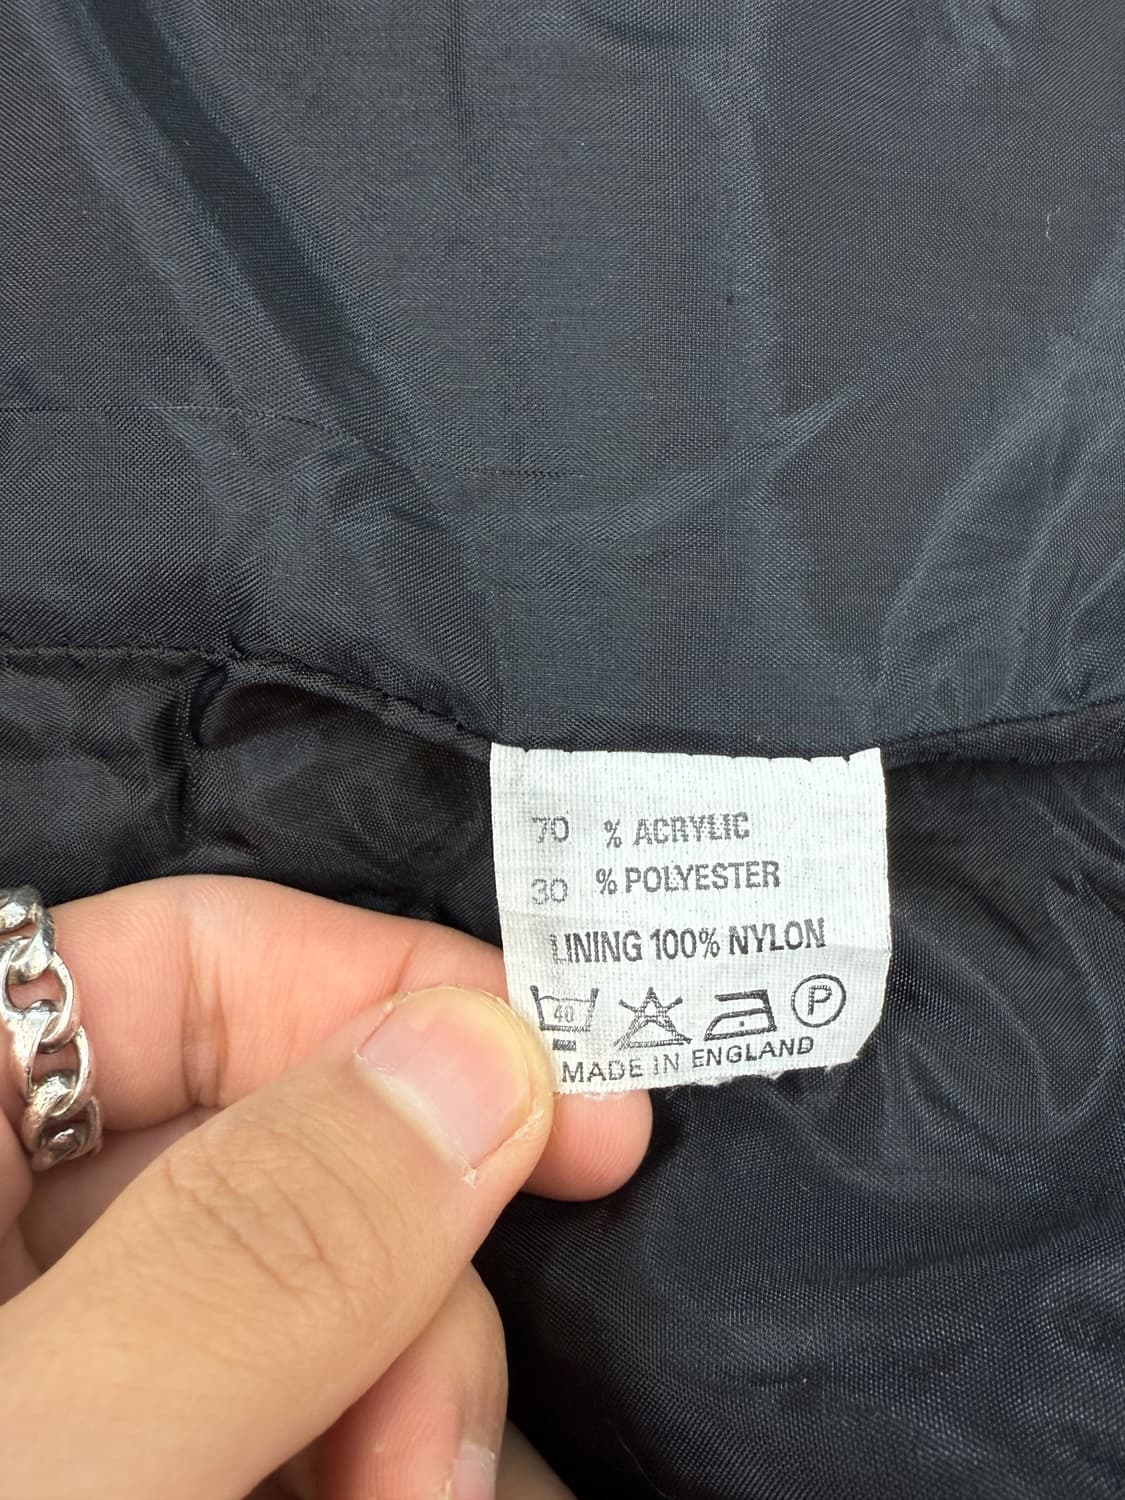 70 % ACRYLIC
30 % POLYESTER
LINING 100% NYLON
40 P
MADE IN ENGLAND